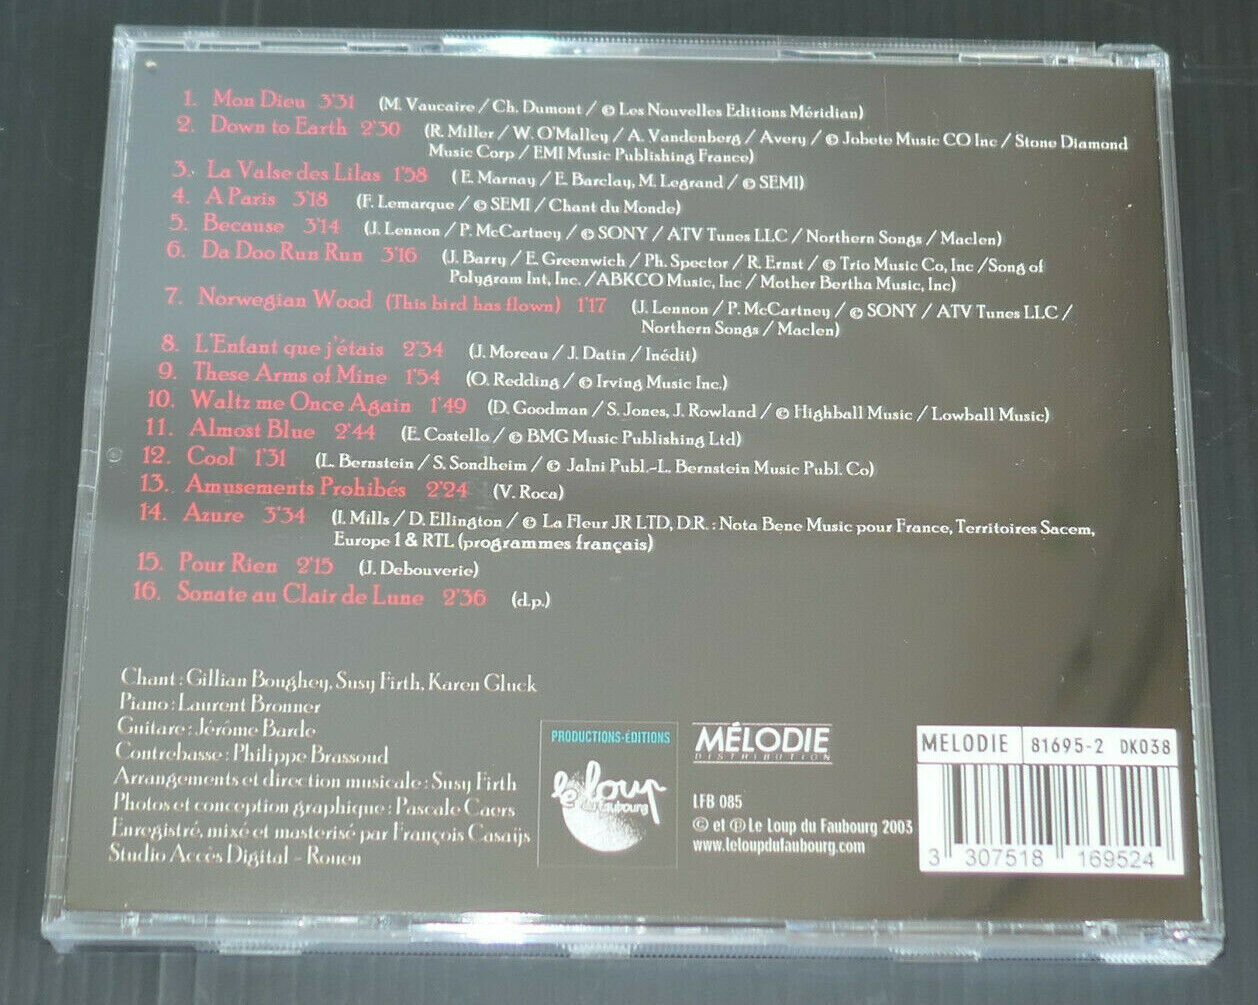 1. Mon Dieu 3'31 (M. Vaucaire / Ch. Dumont / © Les Nouvelles Editions Méridian)
2. Down to Earth 2'30 (R. Miller / W. O'Malley / A. Vandenberg / Avery / © Jobete Music CO Inc / Stone Diamond
Music Corp / EMI Music Publishing France)
3. La Valse des Lilas 1'58 (E. Marnay / E. Barclay, M. Legrand / © SEMI)
4. A Paris 3'18 (F. Lemarque / © SEMI / Chant du Monde)
5. Because 3'14 (J. Lennon / P. McCartney / © SONY / ATV Tunes LLC / Northern Songs / Maclen)
6. Da Doo Run Run 3'16 (J. Barry / E. Greenwich / Ph. Spector / R. Ernst / © Trio Music Co, Inc /Song of
Polygram Int, Inc. /ABKCO Music, Inc / Mother Bertha Music, Inc)
7. Norwegian Wood (This bird has flown) 1'17 (J. Lennon / P. McCartney / © SONY / ATV Tunes LLC /
Northern Songs / Maclen)
8. L'Enfant que j'étais 2'34 (J. Moreau / J. Datin / Inédit)
9. These Arms of Mine 1'54 (O. Redding / © Irving Music Inc.)
10. Waltz me Once Again 1'49 (D. Goodman / S. Jones, J. Rowland / © Highball Music / Lowball Music)
11. Almost Blue 2'44 (E. Costello / © BMG Music Publishing Ltd)
12. Cool 1'31 (L. Bernstein / S. Sondheim / © Jalni Publ.-L. Bernstein Music Publ. Co)
13. Amusements Prohibés 2'24 (V. Roca)
14. Azure 3'34 (I. Mills / D. Ellington / © La Fleur JR LTD, D.R. : Nota Bene Music pour France, Territoires Sacem,
Europe 1 & RTL (programmes français)
15. Pour Rien 2'15 (J. Debouverie)
16. Sonate au Clair de Lune 2'36 (d.p.)
Chant : Gillian Boughey, Susy Firth, Karen Gluck
Piano : Laurent Bronner
Guitare : Jérôme Barde
Contrebasse : Philippe Brassoud
Arrangements et direction musicale : Susy Firth
Photos et conception graphique : Pascale Caers
Enregistré, mixé et masterisé par François Casaÿs
Studio Accès Digital - Rouen
PRODUCTIONS-ÉDITIONS
le loup
du faubourg
MÉLODIE
DISTRIBUTION
LFB 085
© et ℗ Le Loup du Faubourg 2003
www.leloupdufaubourg.com
MELODIE 81695-2 DK038
3 307518 169524